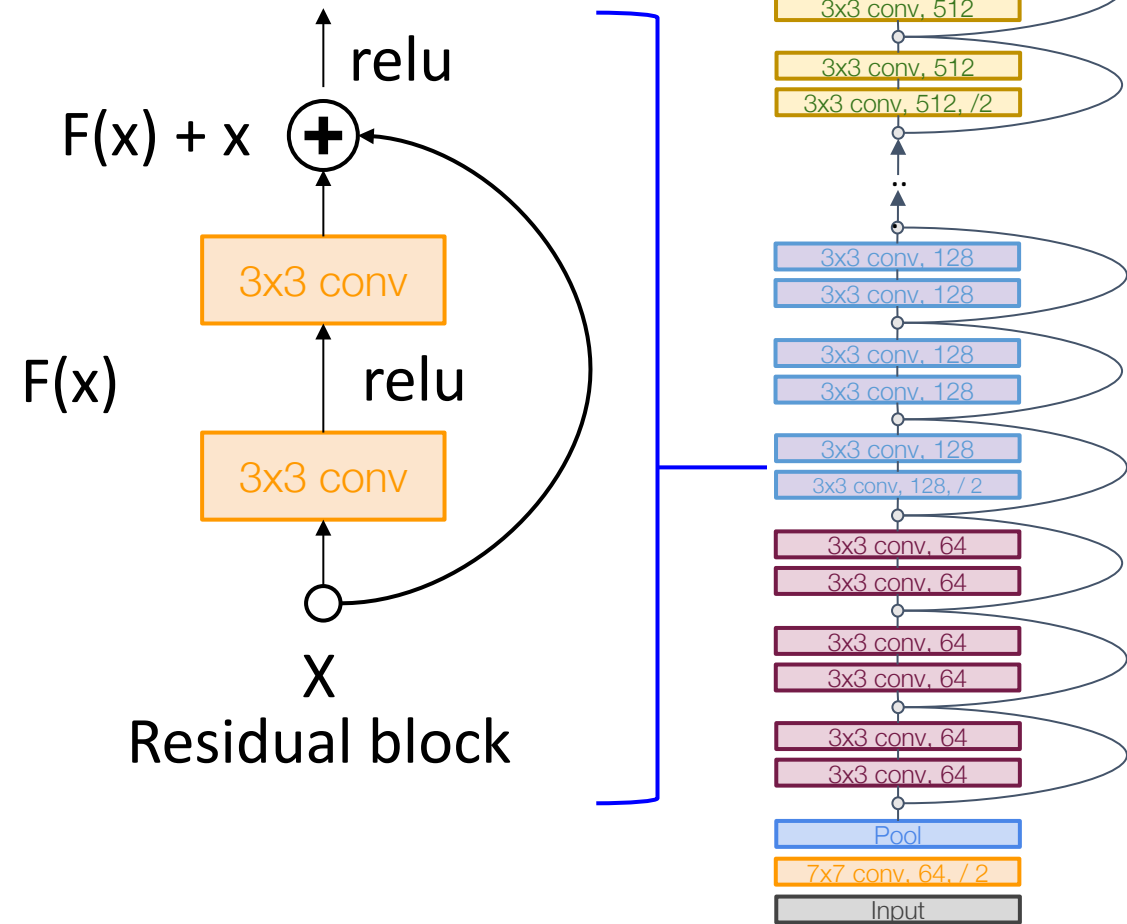 relu
F(x) + x
3x3 conv
F(x)
relu
3x3 conv
X
Residual block
3x3 conv, 512
3x3 conv, 512
3x3 conv, 512, /2
..
3x3 conv, 128
3x3 conv, 128
3x3 conv, 128
3x3 conv, 128
3x3 conv, 128
3x3 conv, 128, / 2
3x3 conv, 64
3x3 conv, 64
3x3 conv, 64
3x3 conv, 64
3x3 conv, 64
3x3 conv, 64
Pool
7x7 conv, 64, / 2
Input